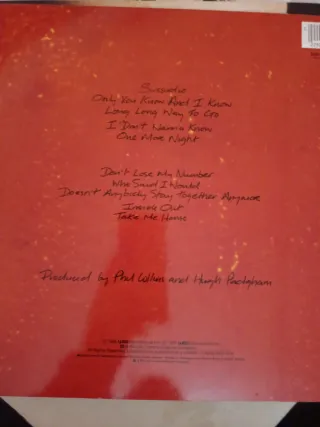 Sussudio
Only You Know And I Know
Long Long Way To Go
I Don't Wanna Know
One More Night
Don't Lose My Number
Who Said I Would
Doesn't Anybody Stay Together Anymore
Inside Out
Take Me Home
Produced by Phil Collins and Hugh Padgham